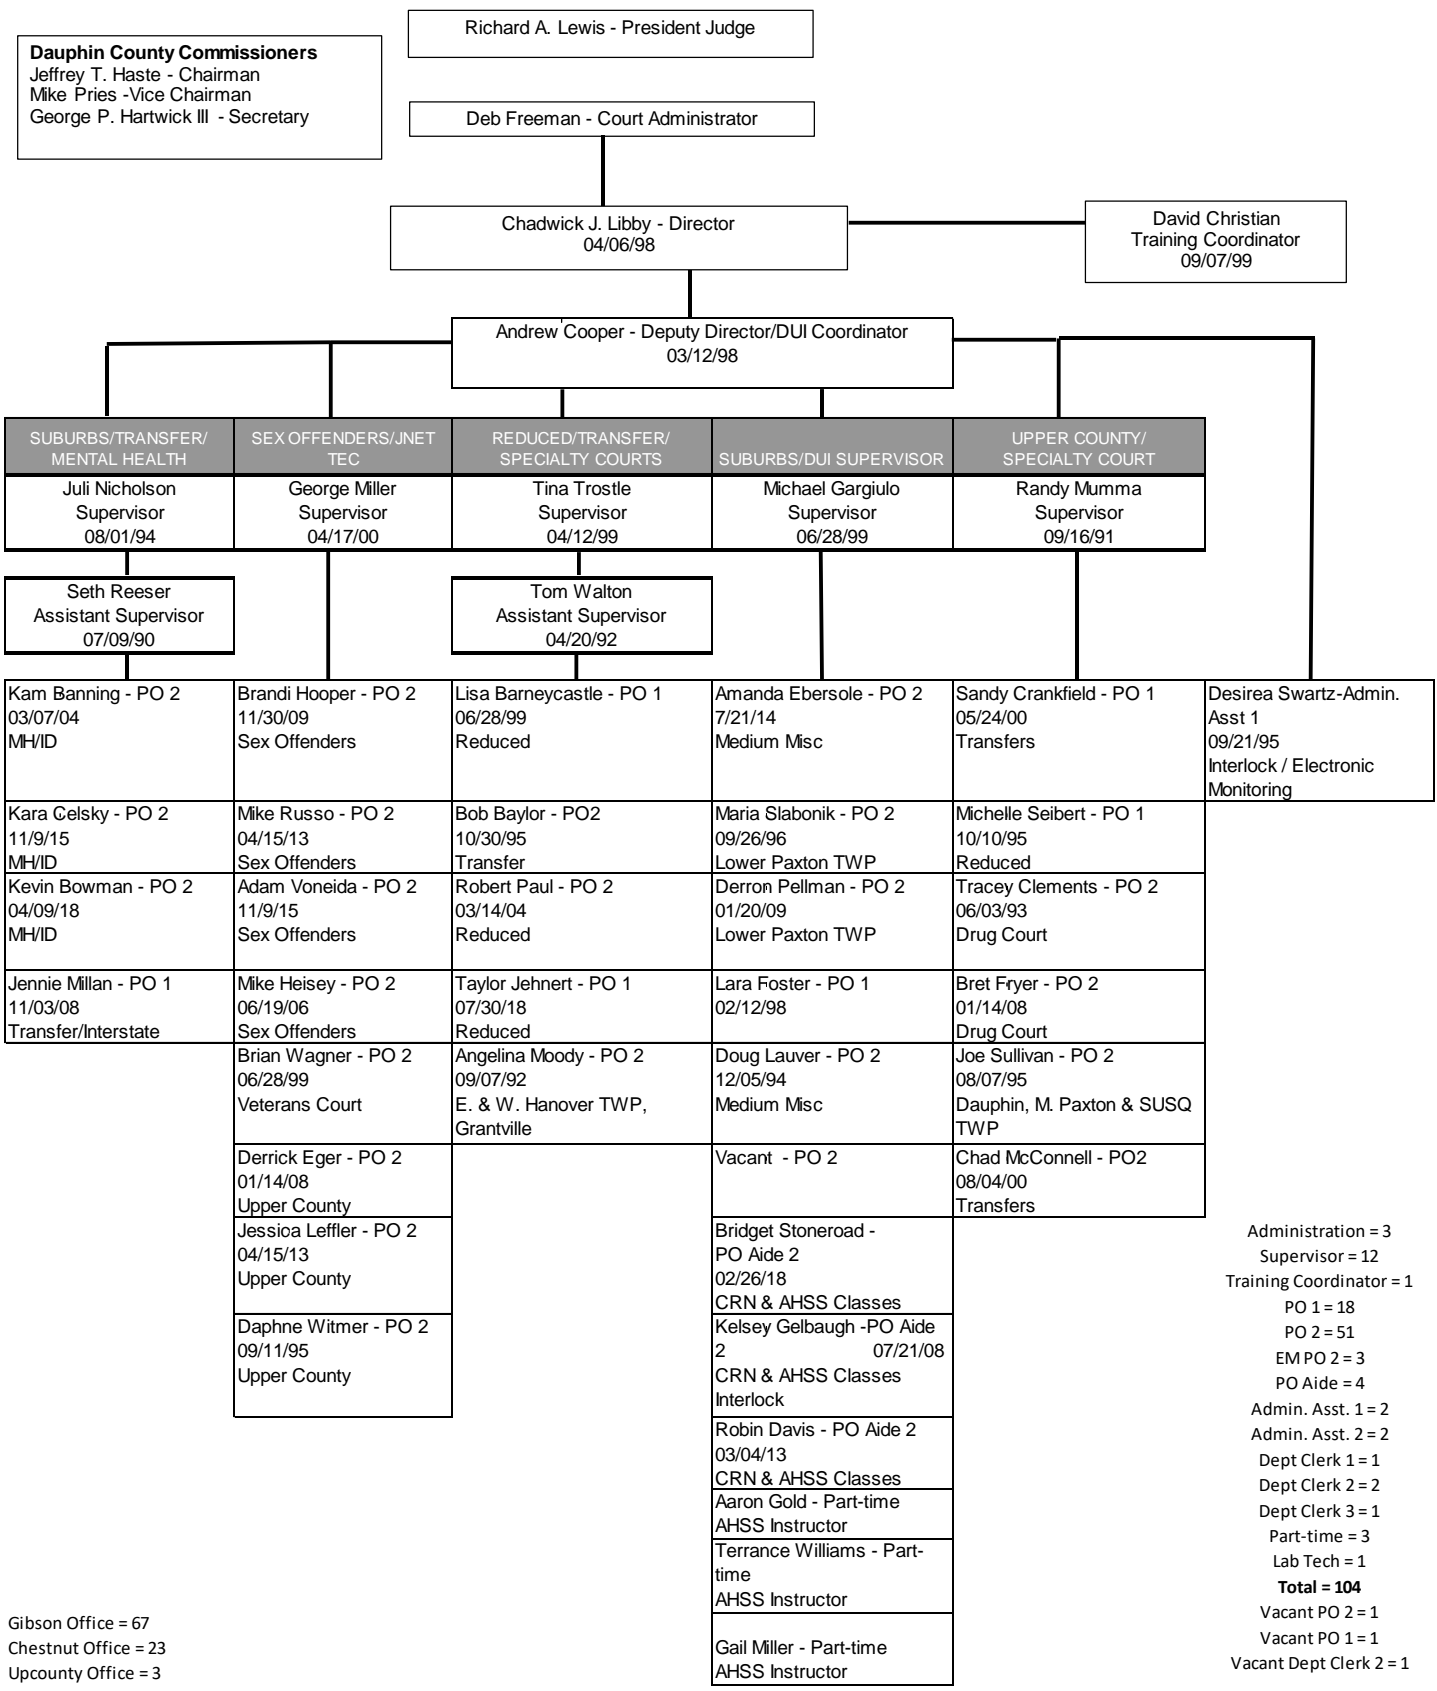 Richard A. Lewis - President Judge
Dauphin County Commissioners
Jeffrey T. Haste - Chairman
Mike Pries -Vice Chairman
George P. Hartwick III - Secretary
Deb Freeman - Court Administrator
Chadwick J. Libby - Director
04/06/98
David Christian
Training Coordinator
09/07/99
Andrew Cooper - Deputy Director/DUI Coordinator
03/12/98
SUBURBS/TRANSFER/
MENTAL HEALTH
Juli Nicholson
Supervisor
08/01/94
Seth Reeser
Assistant Supervisor
07/09/90
Kam Banning - PO 2
03/07/04
MH/ID
Kara Celsky - PO 2
11/9/15
MH/ID
Kevin Bowman - PO 2
04/09/18
MH/ID
Jennie Millan - PO 1
11/03/08
Transfer/Interstate
SEX OFFENDERS/JNET
TEC
George Miller
Supervisor
04/17/00
Brandi Hooper - PO 2
11/30/09
Sex Offenders
Mike Russo - PO 2
04/15/13
Sex Offenders
Adam Voneida - PO 2
11/9/15
Sex Offenders
Mike Heisey - PO 2
06/19/06
Sex Offenders
Brian Wagner - PO 2
06/28/99
Veterans Court
Derrick Eger - PO 2
01/14/08
Upper County
Jessica Leffler - PO 2
04/15/13
Upper County
Daphne Witmer - PO 2
09/11/95
Upper County
REDUCED/TRANSFER/
SPECIALTY COURTS
Tina Trostle
Supervisor
04/12/99
Tom Walton
Assistant Supervisor
04/20/92
Lisa Barneycastle - PO 1
06/28/99
Reduced
Bob Baylor - PO2
10/30/95
Transfer
Robert Paul - PO 2
03/14/04
Reduced
Taylor Jehnert - PO 1
07/30/18
Reduced
Angelina Moody - PO 2
09/07/92
E. & W. Hanover TWP,
Grantville
SUBURBS/DUI SUPERVISOR
Michael Gargiulo
Supervisor
06/28/99
Amanda Ebersole - PO 2
7/21/14
Medium Misc
Maria Slabonik - PO 2
09/26/96
Lower Paxton TWP
Derron Pellman - PO 2
01/20/09
Lower Paxton TWP
Lara Foster - PO 1
02/12/98
Doug Lauver - PO 2
12/05/94
Medium Misc
Vacant - PO 2
Bridget Stoneroad -
PO Aide 2
02/26/18
CRN & AHSS Classes
Kelsey Gelbaugh -PO Aide
2 07/21/08
CRN & AHSS Classes
Interlock
Robin Davis - PO Aide 2
03/04/13
CRN & AHSS Classes
Aaron Gold - Part-time
AHSS Instructor
Terrance Williams - Part-
time
AHSS Instructor
Gail Miller - Part-time
AHSS Instructor
UPPER COUNTY/
SPECIALTY COURT
Randy Mumma
Supervisor
09/16/91
Sandy Crankfield - PO 1
05/24/00
Transfers
Michelle Seibert - PO 1
10/10/95
Reduced
Tracey Clements - PO 2
06/03/93
Drug Court
Bret Fryer - PO 2
01/14/08
Drug Court
Joe Sullivan - PO 2
08/07/95
Dauphin, M. Paxton & SUSQ
TWP
Chad McConnell - PO2
08/04/00
Transfers
Desirea Swartz-Admin.
Asst 1
09/21/95
Interlock / Electronic
Monitoring
Administration = 3
Supervisor = 12
Training Coordinator = 1
PO 1 = 18
PO 2 = 51
EM PO 2 = 3
PO Aide = 4
Admin. Asst. 1 = 2
Admin. Asst. 2 = 2
Dept Clerk 1 = 1
Dept Clerk 2 = 2
Dept Clerk 3 = 1
Part-time = 3
Lab Tech = 1
Total = 104
Vacant PO 2 = 1
Vacant PO 1 = 1
Vacant Dept Clerk 2 = 1
Gibson Office = 67
Chestnut Office = 23
Upcounty Office = 3